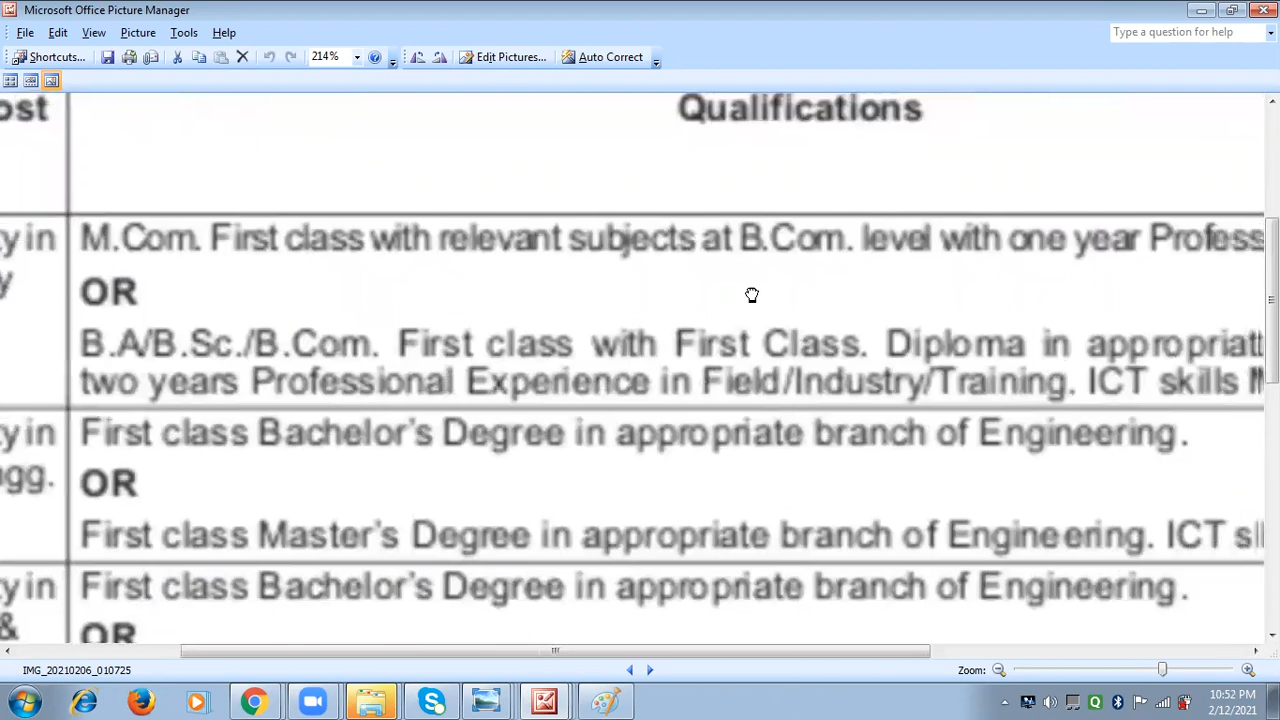 Microsoft Office Picture Manager
File Edit View Picture Tools Help
Type a question for help
Shortcuts...
214%
Edit Pictures...
Auto Correct
ost
Qualifications
ty in
M.Com. First class with relevant subjects at B.Com. level with one year Profess
y
OR
B.A/B.Sc./B.Com. First class with First Class. Diploma in appropriat
two years Professional Experience in Field/Industry/Training. ICT skills M
ty in
First class Bachelor's Degree in appropriate branch of Engineering.
ngg.
OR
First class Master's Degree in appropriate branch of Engineering. ICT sk
ty in
First class Bachelor's Degree in appropriate branch of Engineering.
&
OR
IMG_20210206_010725
Zoom:
10:52 PM
2/12/2021